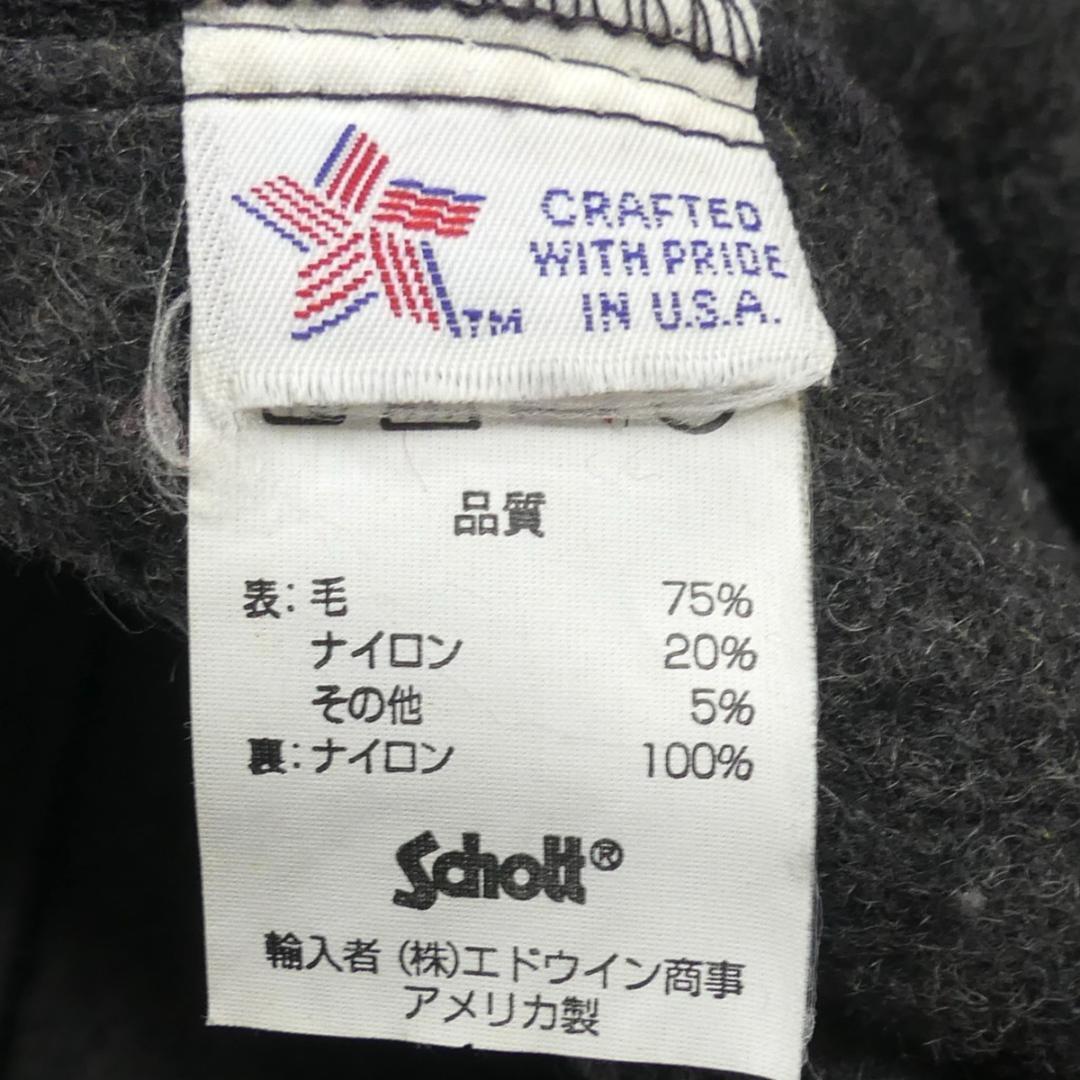 CRAFTED
WITH PRIDE
IN U.S.A.
TM
品質
表: 毛 75%
ナイロン 20%
その他 5%
裏: ナイロン 100%
Schott®
輸入者 (株)エドウイン商事
アメリカ製